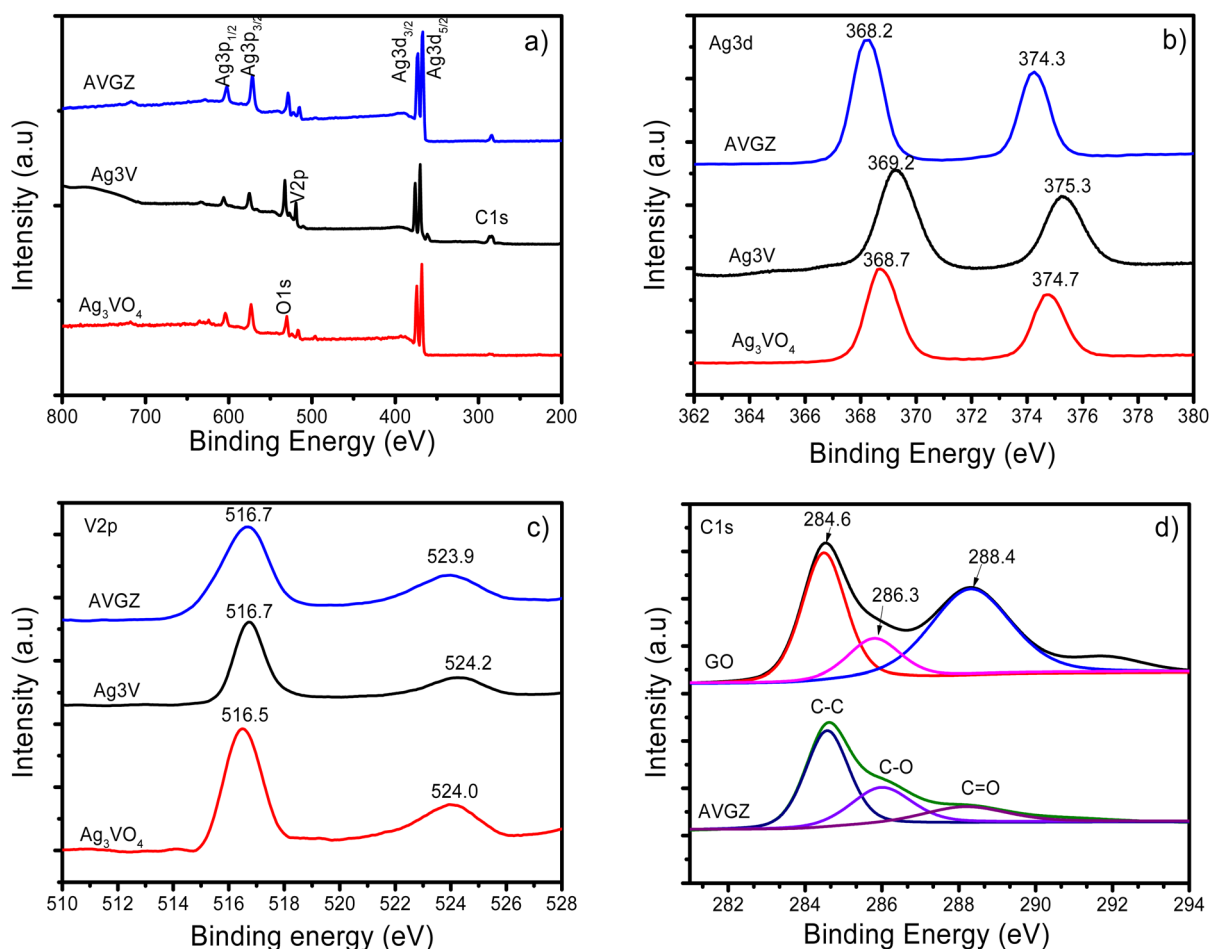 a)
Ag3p1/2
Ag3p3/2
Ag3d3/2
Ag3d5/2
AVGZ
Ag3V
V2p
C1s
O1s
Ag3VO4
Intensity (a.u)
800 700 600 500 400 300 200
Binding Energy (eV)
b)
Ag3d
368.2
374.3
AVGZ
369.2
375.3
Ag3V
368.7
374.7
Ag3VO4
Intensity (a.u)
362 364 366 368 370 372 374 376 378 380
Binding Energy (eV)
c)
V2p
516.7
523.9
AVGZ
516.7
524.2
Ag3V
516.5
524.0
Ag3VO4
Intensity (a.u)
510 512 514 516 518 520 522 524 526 528
Binding energy (eV)
d)
C1s
284.6
288.4
286.3
GO
C-C
C-O
C=O
AVGZ
Intensity (a.u)
282 284 286 288 290 292 294
Binding energy (eV)